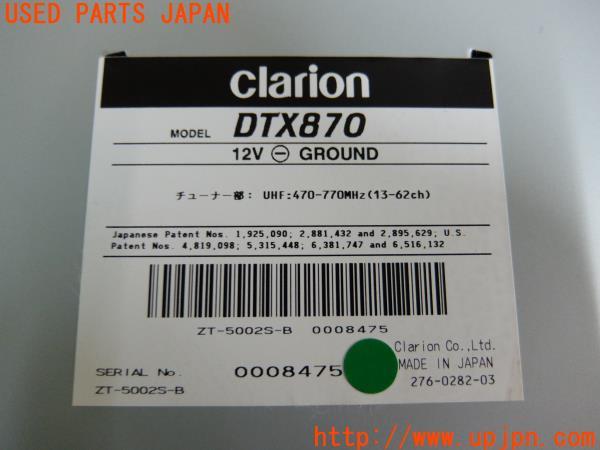 USED PARTS JAPAN
clarion
MODEL DTX870
12V ⊖ GROUND
チューナー部: UHF:470-770MHz(13-62ch)
Japanese Patent Nos. 1,925,090; 2,881,432 and 2,895,629; U.S.
Patent Nos. 4,819,098; 5,315,448; 6,381,747 and 6,516,132
ZT-5002S-B 0008475
Clarion Co.,Ltd.
SERIAL No. 0008475 MADE IN JAPAN
ZT-5002S-B 276-0282-03
http://www.upjpn.com/